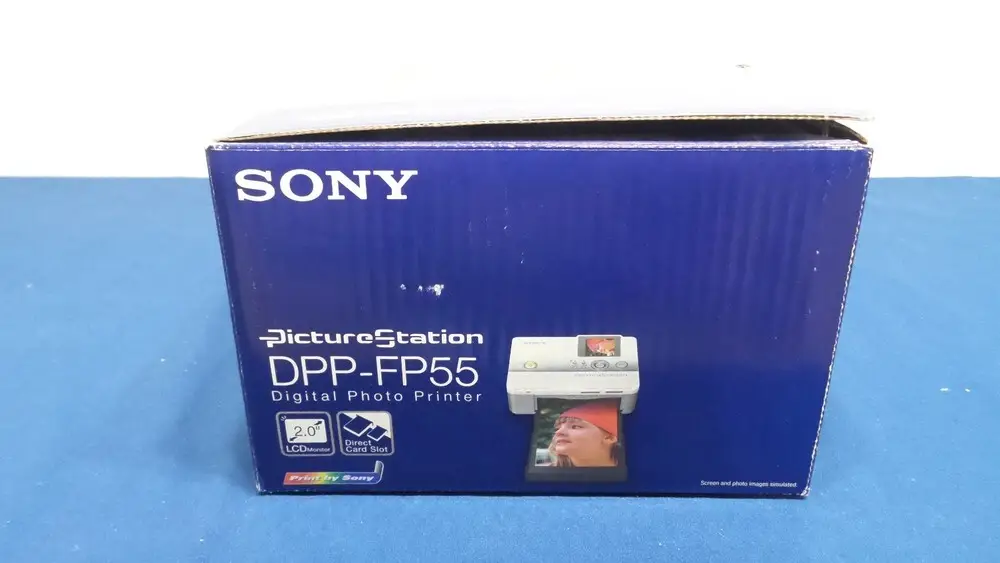 SONY
PictureStation
DPP-FP55
Digital Photo Printer
2.0"
LCD Monitor
Direct
Card Slot
Print by Sony
Screen and photo images simulated